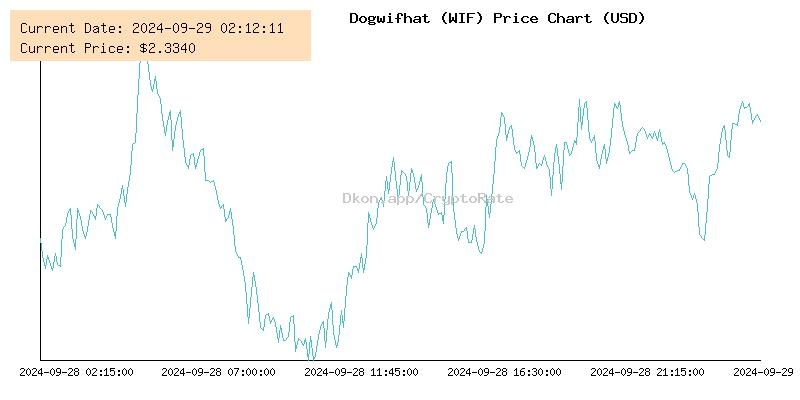 Dogwifhat (WIF) Price Chart (USD)
Current Date: 2024-09-29 02:12:11
Current Price: $2.3340
Dkon.app/CryptoRate
2024-09-28 02:15:00
2024-09-28 07:00:00
2024-09-28 11:45:00
2024-09-28 16:30:00
2024-09-28 21:15:00
2024-09-29